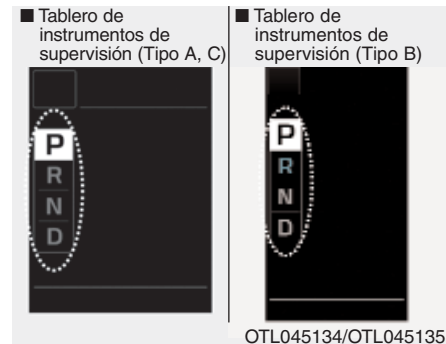 ■ Tablero de
instrumentos de
supervisión (Tipo A, C)
P
R
N
D
■ Tablero de
instrumentos de
supervisión (Tipo B)
P
R
N
D
OTL045134/OTL045135